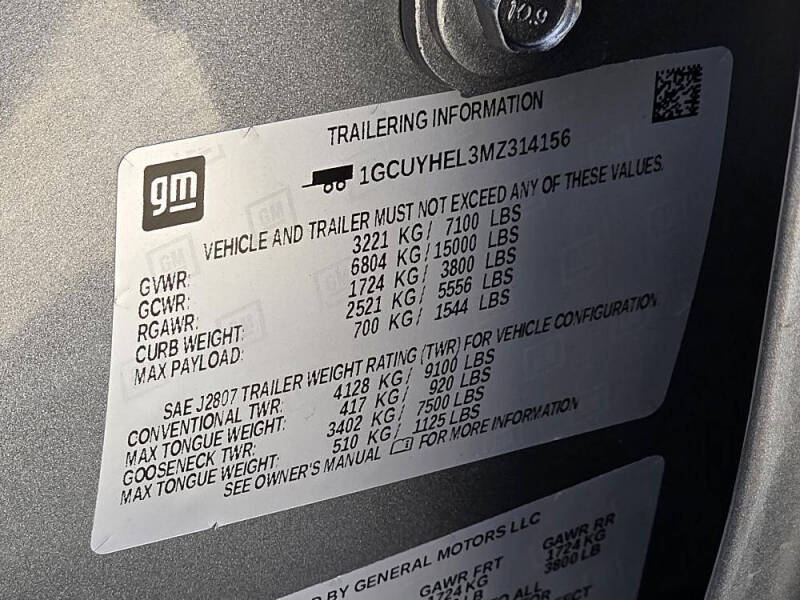 10.9
TRAILERING INFORMATION
gm
1GCUYHEL3MZ314156
VEHICLE AND TRAILER MUST NOT EXCEED ANY OF THESE VALUES.
GVWR: 3221 KG/ 7100 LBS
GCWR: 6804 KG/ 15000 LBS
RGAWR: 1724 KG/ 3800 LBS
CURB WEIGHT: 2521 KG/ 5556 LBS
MAX PAYLOAD: 700 KG/ 1544 LBS
SAE J2807 TRAILER WEIGHT RATING (TWR) FOR VEHICLE CONFIGURATION
CONVENTIONAL TWR: 4128 KG/ 9100 LBS
MAX TONGUE WEIGHT: 417 KG/ 920 LBS
GOOSENECK TWR: 3402 KG/ 7500 LBS
MAX TONGUE WEIGHT: 510 KG/ 1125 LBS
SEE OWNER'S MANUAL FOR MORE INFORMATION
BY GENERAL MOTORS LLC
GAWR FRT GAWR RR
1724 KG 1724 KG
3800 LB
TO ALL